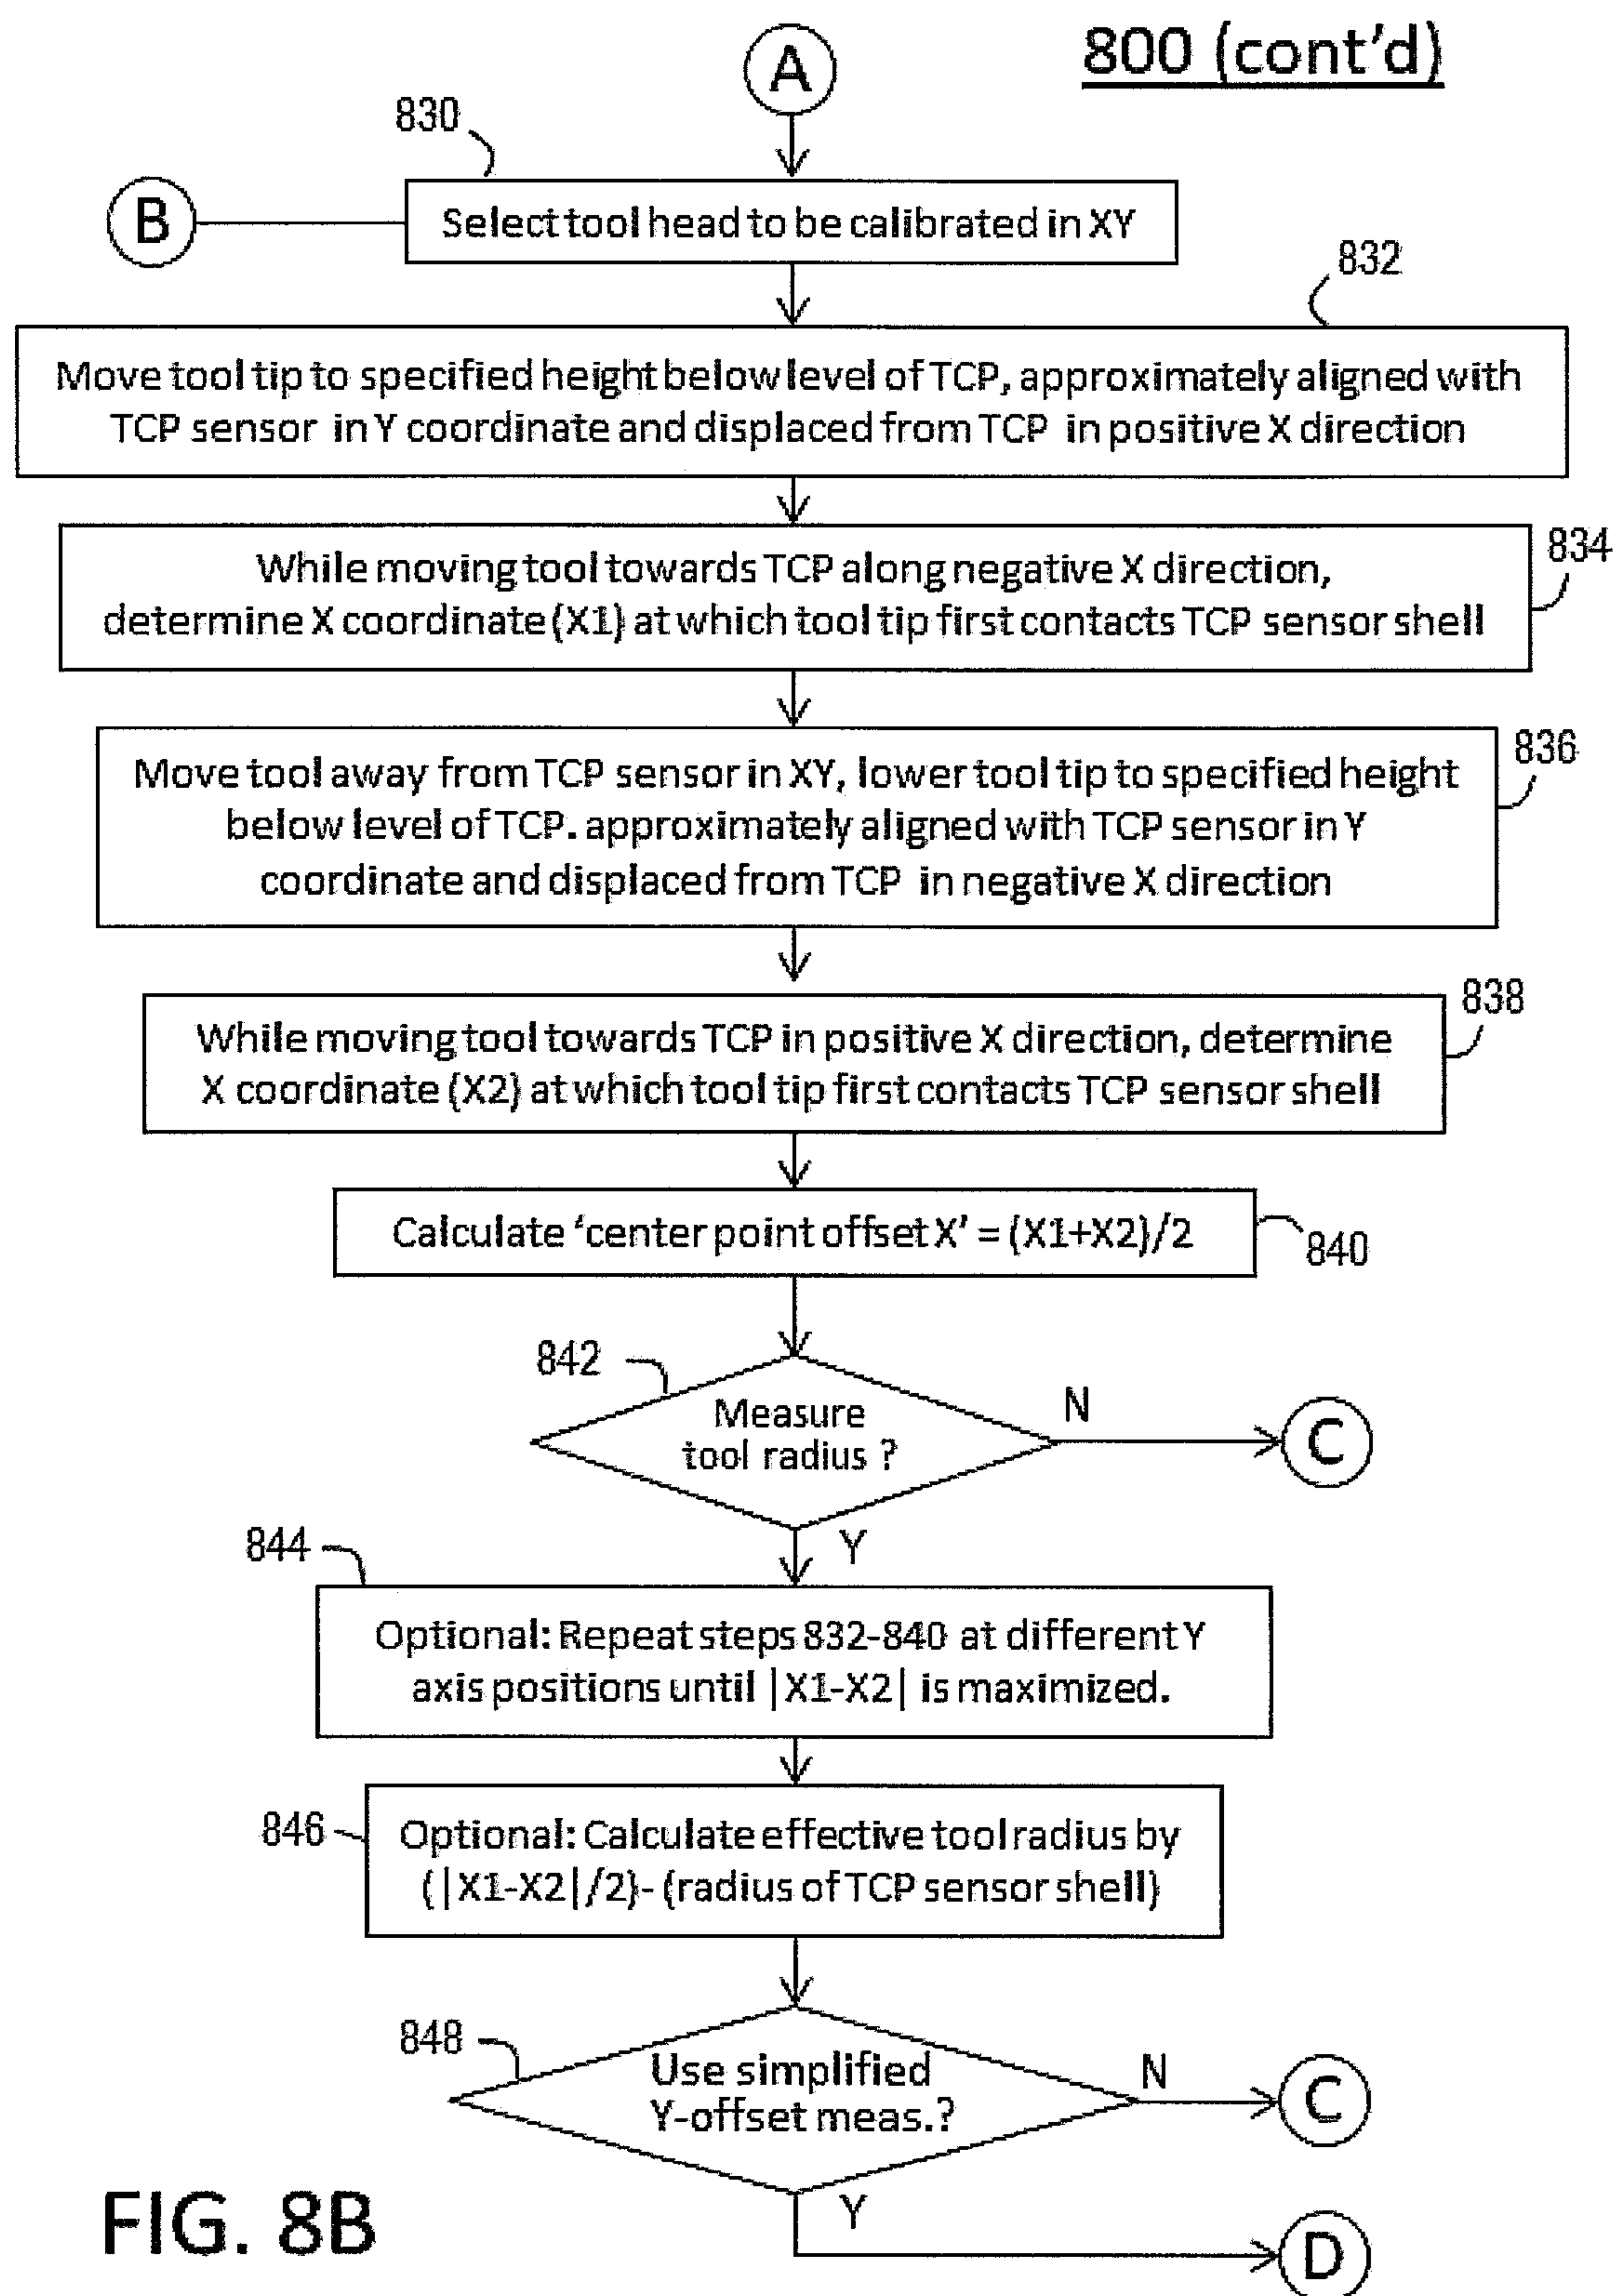 800 (cont'd)
A
830
B
Select tool head to be calibrated in XY
832
Move tool tip to specified height below level of TCP, approximately aligned with
TCP sensor in Y coordinate and displaced from TCP in positive X direction
834
While moving tool towards TCP along negative X direction,
determine X coordinate (X1) at which tool tip first contacts TCP sensor shell
836
Move tool away from TCP sensor in XY, lower tool tip to specified height
below level of TCP. approximately aligned with TCP sensor in Y
coordinate and displaced from TCP in negative X direction
838
While moving tool towards TCP in positive X direction, determine
X coordinate (X2) at which tool tip first contacts TCP sensor shell
Calculate 'center point offset X' = (X1+X2)/2
840
842
Measure
tool radius ?
N
C
Y
844
Optional: Repeat steps 832-840 at different Y
axis positions until |X1-X2| is maximized.
846
Optional: Calculate effective tool radius by
(|X1-X2|/2)- (radius of TCP sensor shell)
848
Use simplified
Y-offset meas.?
N
C
Y
D
FIG. 8B